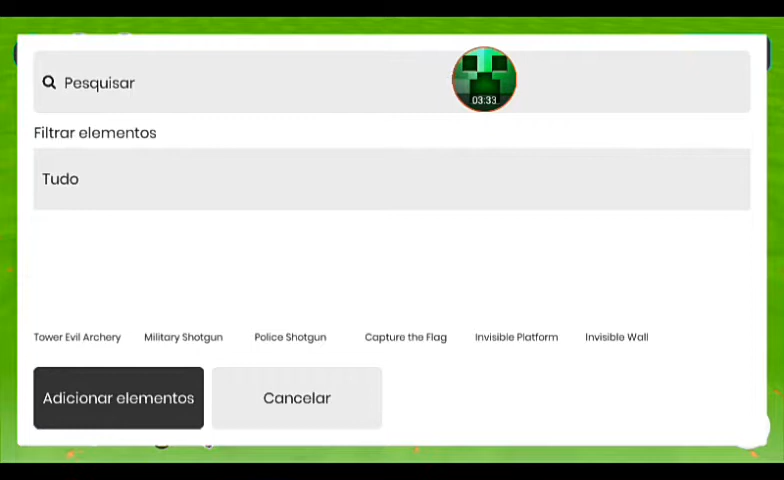 Pesquisar
03:33
Filtrar elementos
Tudo
Tower Evil Archery Military Shotgun Police Shotgun Capture the Flag Invisible Platform Invisible Wall
Adicionar elementos Cancelar